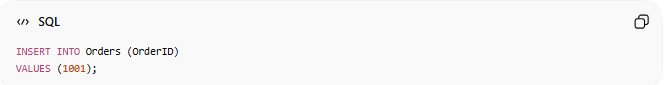 </> SQL
INSERT INTO Orders (OrderID)
VALUES (1001);